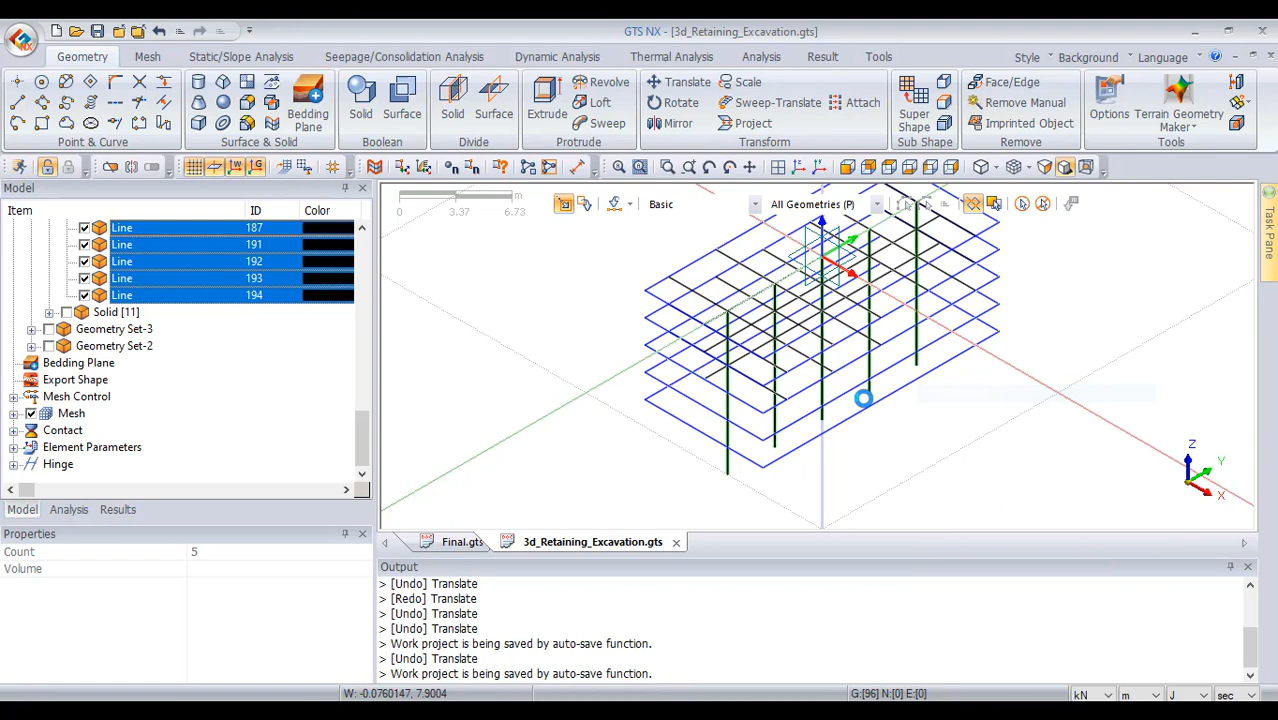 GTS NX - [3d_Retaining_Excavation.gts]
Geometry Mesh Static/Slope Analysis Seepage/Consolidation Analysis Dynamic Analysis Thermal Analysis Analysis Result Tools Style Background Language
Revolve Translate Scale Face/Edge
Loft Rotate Sweep-Translate Attach Remove Manual
Bedding Plane Solid Surface Solid Surface Extrude Sweep Mirror Project Super Shape Imprinted Object Options Terrain Geometry Maker
Point & Curve Surface & Solid Boolean Divide Protrude Transform Sub Shape Remove Tools
Model
Item ID Color
Line 187
Line 191
Line 192
Line 193
Line 194
Solid [11]
Geometry Set-3
Geometry Set-2
Bedding Plane
Export Shape
Mesh Control
Mesh
Contact
Element Parameters
Hinge
Model Analysis Results
Properties
Count 5
Volume
m
0 3.37 6.73
Basic All Geometries (P)
Z
Y
X
Task Pane
Final.gts 3d_Retaining_Excavation.gts
Output
> [Undo] Translate
> [Redo] Translate
> [Undo] Translate
> [Undo] Translate
> Work project is being saved by auto-save function.
> [Undo] Translate
> Work project is being saved by auto-save function.
W: -0.0760147, 7.9004 G:[96] N:[0] E:[0] kN m J sec